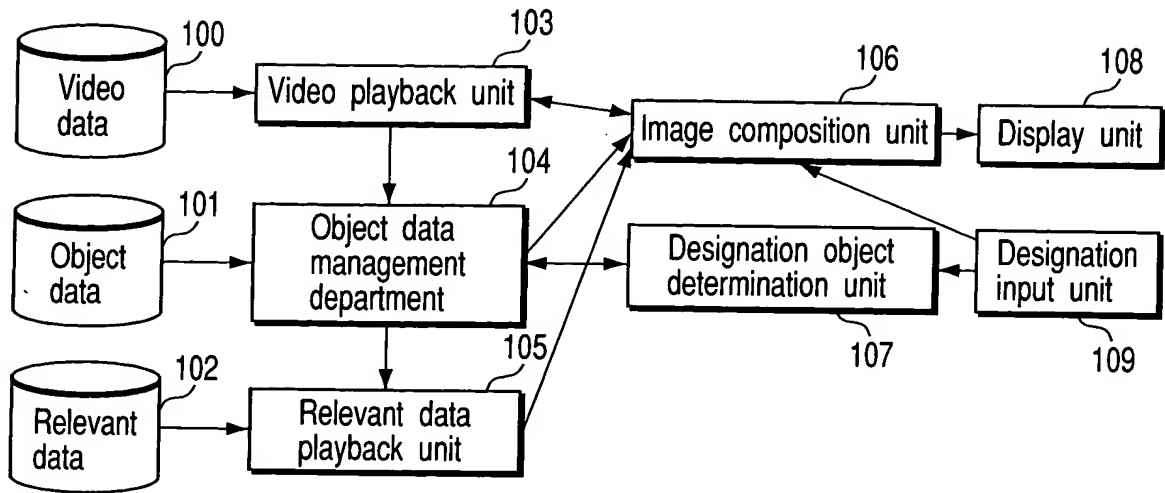 100
Video
data
103
Video playback unit
106
Image composition unit
108
Display unit
101
Object
data
104
Object data
management
department
Designation object
determination unit
107
Designation
input unit
109
102
Relevant
data
105
Relevant data
playback unit